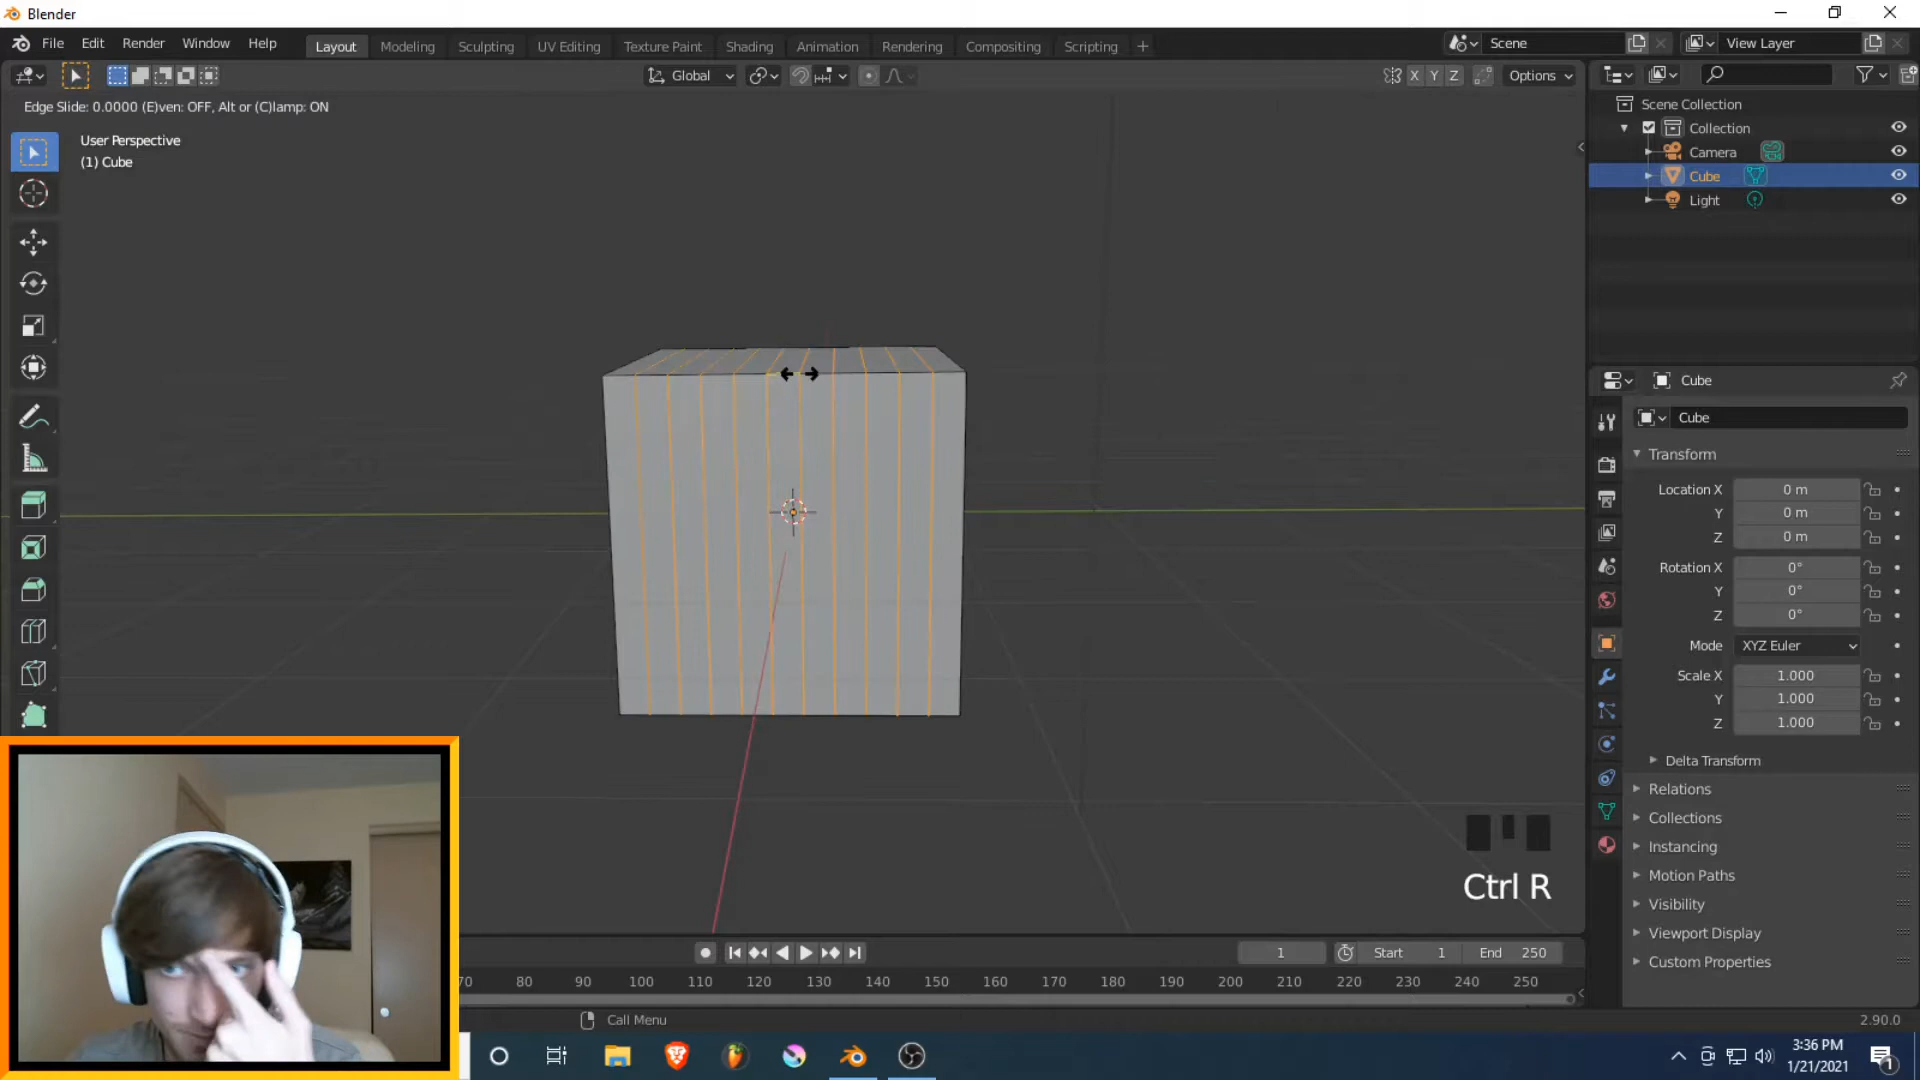 Blender
File Edit Render Window Help Layout Modeling Sculpting UV Editing Texture Paint Shading Animation Rendering Compositing Scripting + Scene View Layer
Global X Y Z Options
Edge Slide: 0.0000 (E)ven: OFF, Alt or (C)lamp: ON
User Perspective
(1) Cube
Scene Collection
Collection
Camera
Cube
Light
Cube
Cube
Transform
Location X 0 m
Y 0 m
Z 0 m
Rotation X 0°
Y 0°
Z 0°
Mode XYZ Euler
Scale X 1.000
Y 1.000
Z 1.000
Delta Transform
Relations
Collections
Instancing
Motion Paths
Visibility
Viewport Display
Custom Properties
Ctrl R
1 Start 1 End 250
70 80 90 100 110 120 130 140 150 160 170 180 190 200 210 220 230 240 250
Call Menu
2.90.0
3:36 PM
1/21/2021
1